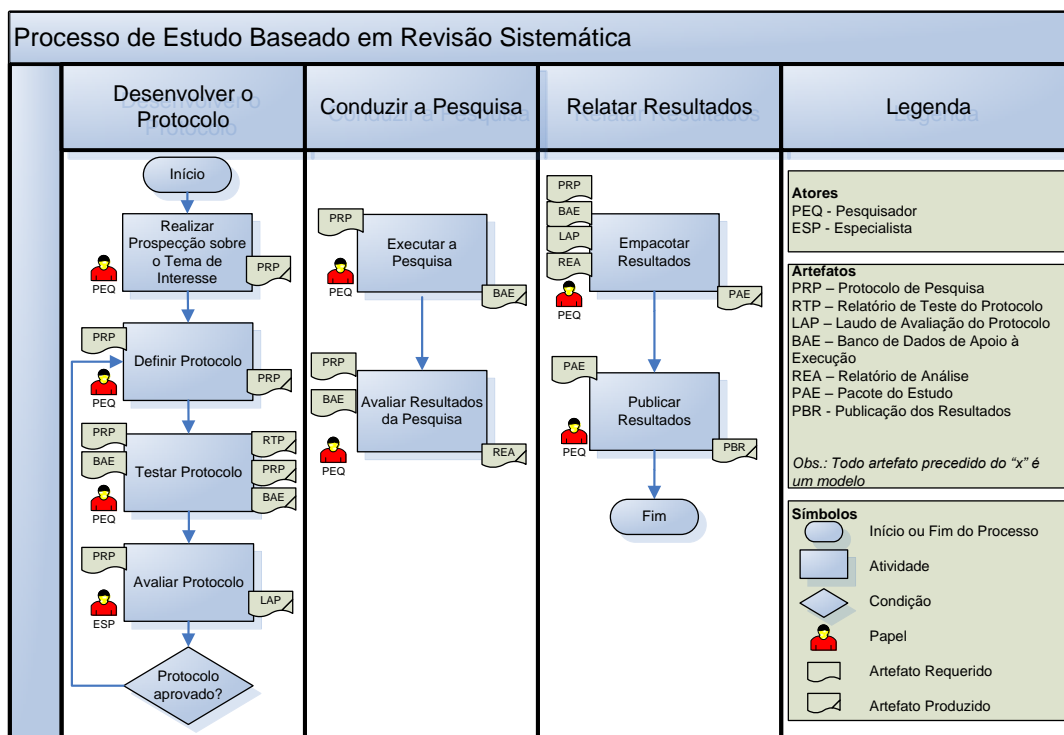 Processo de Estudo Baseado em Revisão Sistemática
Desenvolver o
Protocolo
Início
Realizar
Prospecção sobre
o Tema de
Interesse
PEQ
PRP
PRP
Definir Protocolo
PEQ
PRP
PRP
BAE
Testar Protocolo
PEQ
RTP
PRP
BAE
PRP
Avaliar Protocolo
ESP
LAP
Protocolo
aprovado?
Conduzir a Pesquisa
PRP
Executar a
Pesquisa
PEQ
BAE
PRP
BAE
Avaliar Resultados
da Pesquisa
PEQ
REA
Relatar Resultados
PRP
BAE
LAP
REA
Empacotar
Resultados
PEQ
PAE
PAE
Publicar
Resultados
PEQ
PBR
Fim
Legenda
Atores
PEQ - Pesquisador
ESP - Especialista
Artefatos
PRP – Protocolo de Pesquisa
RTP – Relatório de Teste do Protocolo
LAP – Laudo de Avaliação do Protocolo
BAE – Banco de Dados de Apoio à
Execução
REA – Relatório de Análise
PAE – Pacote do Estudo
PBR - Publicação dos Resultados
Obs.: Todo artefato precedido do “x” é
um modelo
Símbolos
Início ou Fim do Processo
Atividade
Condição
Papel
Artefato Requerido
Artefato Produzido